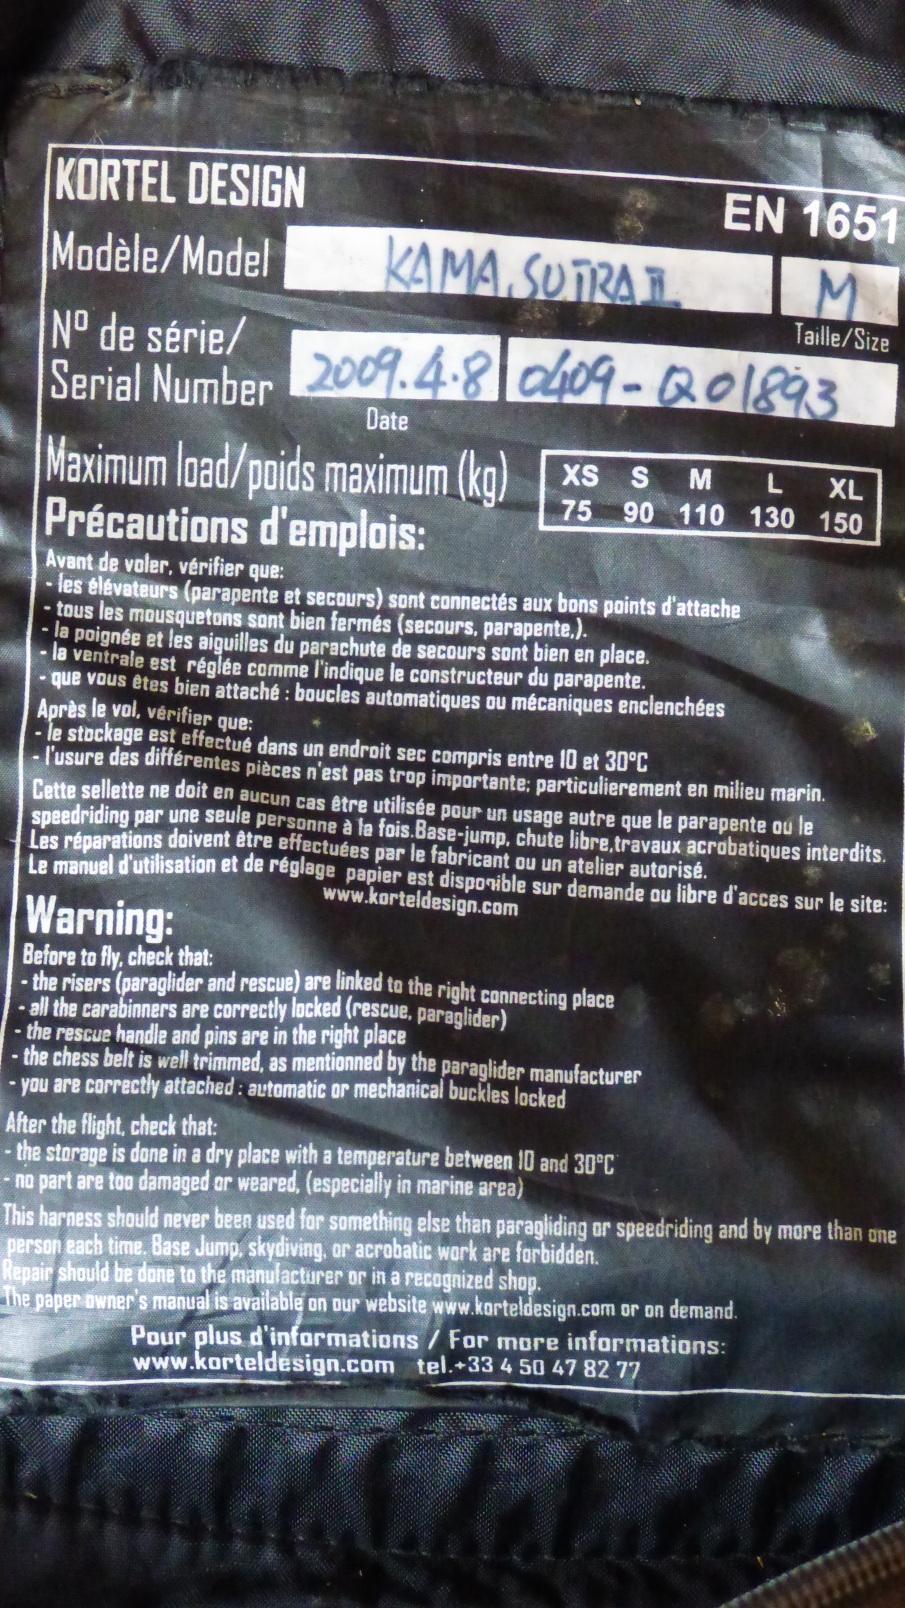 KORTEL DESIGN
EN 1651
Modèle/Model KAMA SUTRA II M
Taille/Size
Nº de série/
Serial Number 2009.4.8 0409-Q01893
Date
Maximum load/poids maximum (kg)
XS S M L XL
75 90 110 130 150
Précautions d'emplois:
Avant de voler, vérifier que:
- les élévateurs (parapente et secours) sont connectés aux bons points d'attache
- tous les mousquetons sont bien fermés (secours, parapente,).
- la poignée et les aiguilles du parachute de secours sont bien en place.
- la ventrale est réglée comme l'indique le constructeur du parapente.
- que vous êtes bien attaché : boucles automatiques ou mécaniques enclenchées
Après le vol, vérifier que:
- le stockage est effectué dans un endroit sec compris entre 10 et 30°C
- l'usure des différentes pièces n'est pas trop importante; particulierement en milieu marin.
Cette sellette ne doit en aucun cas être utilisée pour un usage autre que le parapente ou le
speedriding par une seule personne à la fois.Base-jump, chute libre,travaux acrobatiques interdits.
Les réparations doivent être effectuées par le fabricant ou un atelier autorisé.
Le manuel d'utilisation et de réglage papier est disponible sur demande ou libre d'acces sur le site:
www.korteldesign.com
Warning:
Before to fly, check that:
- the risers (paraglider and rescue) are linked to the right connecting place
- all the carabinners are correctly locked (rescue, paraglider)
- the rescue handle and pins are in the right place
- the chess belt is well trimmed, as mentionned by the paraglider manufacturer
- you are correctly attached : automatic or mechanical buckles locked
After the flight, check that:
- the storage is done in a dry place with a temperature between 10 and 30°C
- no part are too damaged or weared, (especially in marine area)
This harness should never been used for something else than paragliding or speedriding and by more than one
person each time. Base Jump, skydiving, or acrobatic work are forbidden.
Repair should be done to the manufacturer or in a recognized shop.
The paper owner's manual is available on our website www.korteldesign.com or on demand.
Pour plus d'informations / For more informations:
www.korteldesign.com tel.+33 4 50 47 82 77